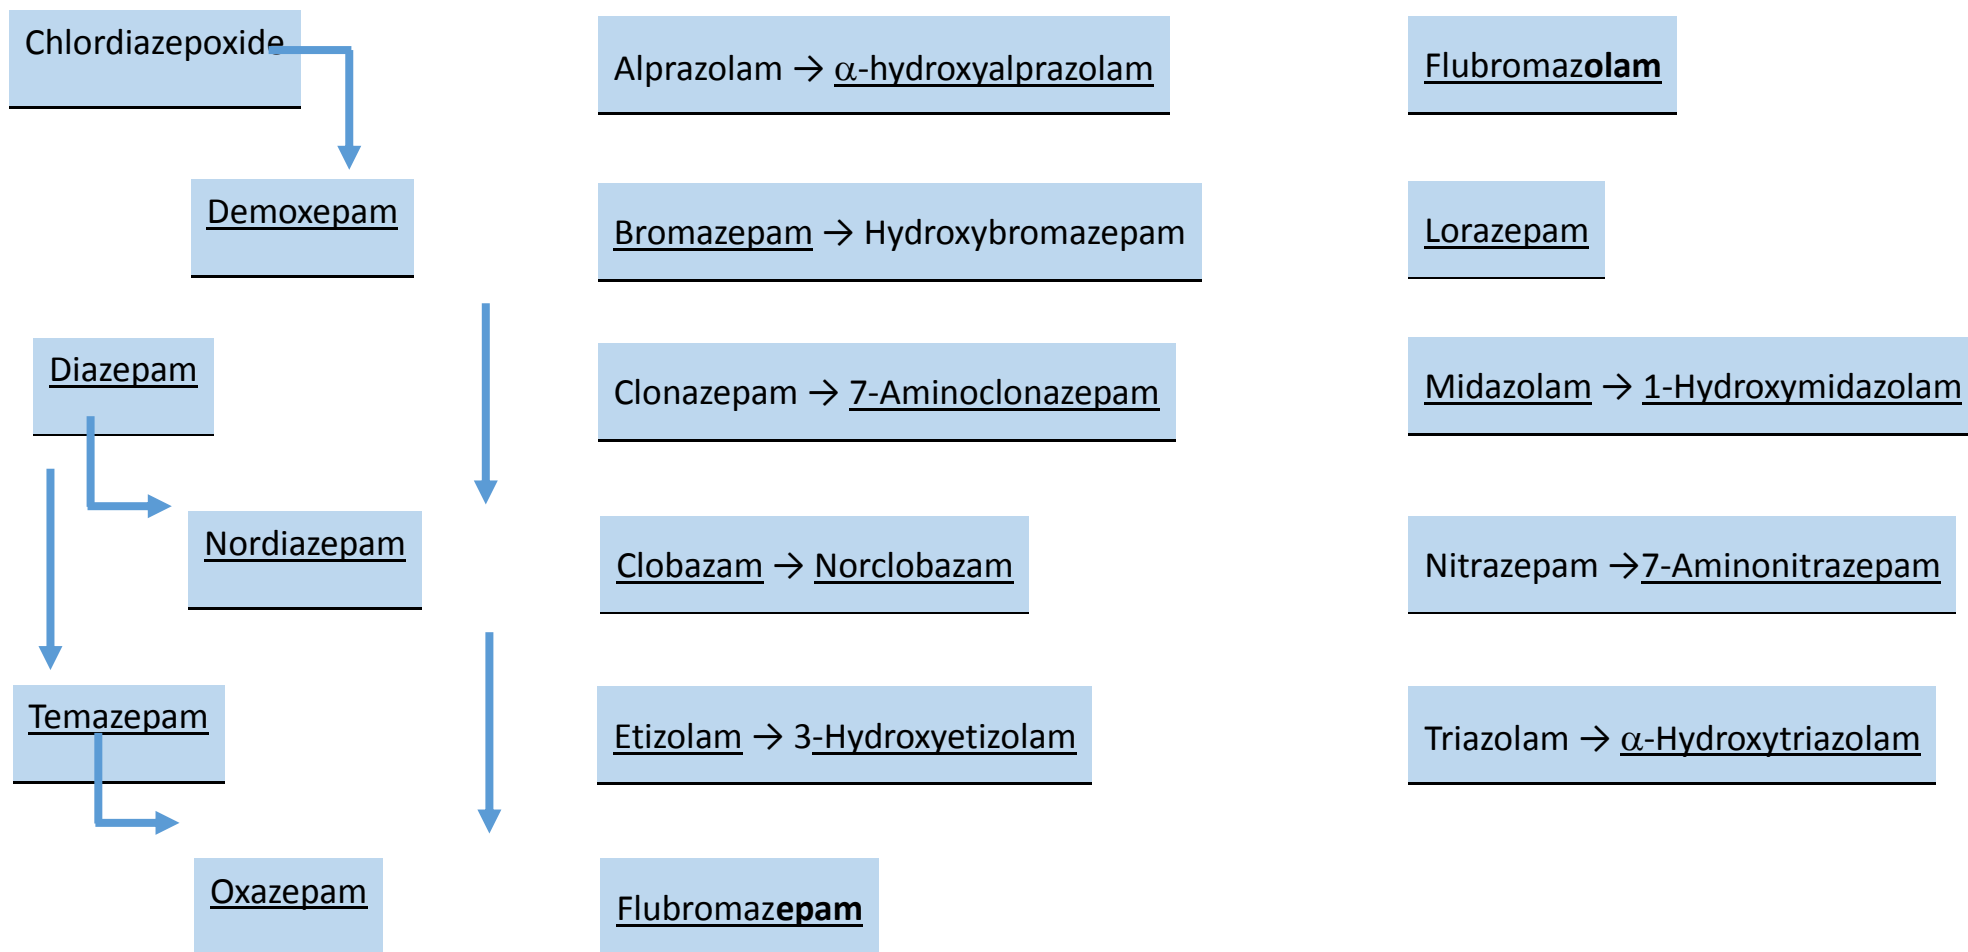 Chlordiazepoxide
Demoxepam
Diazepam
Nordiazepam
Temazepam
Oxazepam
Alprazolam → α-hydroxyalprazolam
Bromazepam → Hydroxybromazepam
Clonazepam → 7-Aminoclonazepam
Clobazam → Norclobazam
Etizolam → 3-Hydroxyetizolam
Flubromazepam
Flubromazolam
Lorazepam
Midazolam → 1-Hydroxymidazolam
Nitrazepam →7-Aminonitrazepam
Triazolam → α-Hydroxytriazolam